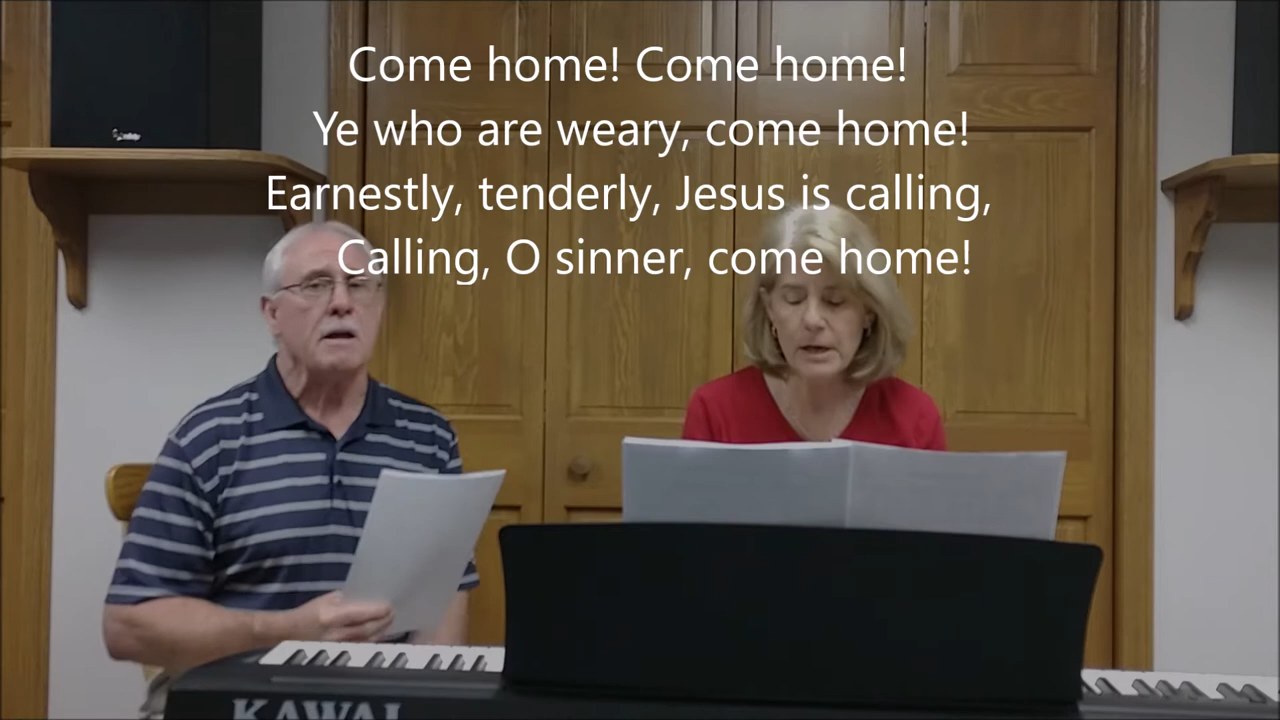 Come home! Come home!
Ye who are weary, come home!
Earnestly, tenderly, Jesus is calling,
Calling, O sinner, come home!
KAWAI